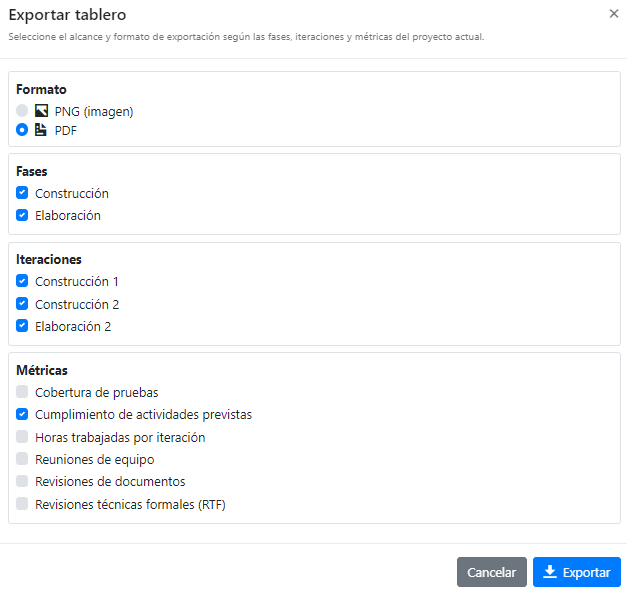 Exportar tablero
Seleccione el alcance y formato de exportación según las fases, iteraciones y métricas del proyecto actual.
Formato
PNG (imagen)
PDF
Fases
Construcción
Elaboración
Iteraciones
Construcción 1
Construcción 2
Elaboración 2
Métricas
Cobertura de pruebas
Cumplimiento de actividades previstas
Horas trabajadas por iteración
Reuniones de equipo
Revisiones de documentos
Revisiones técnicas formales (RTF)
Cancelar
Exportar